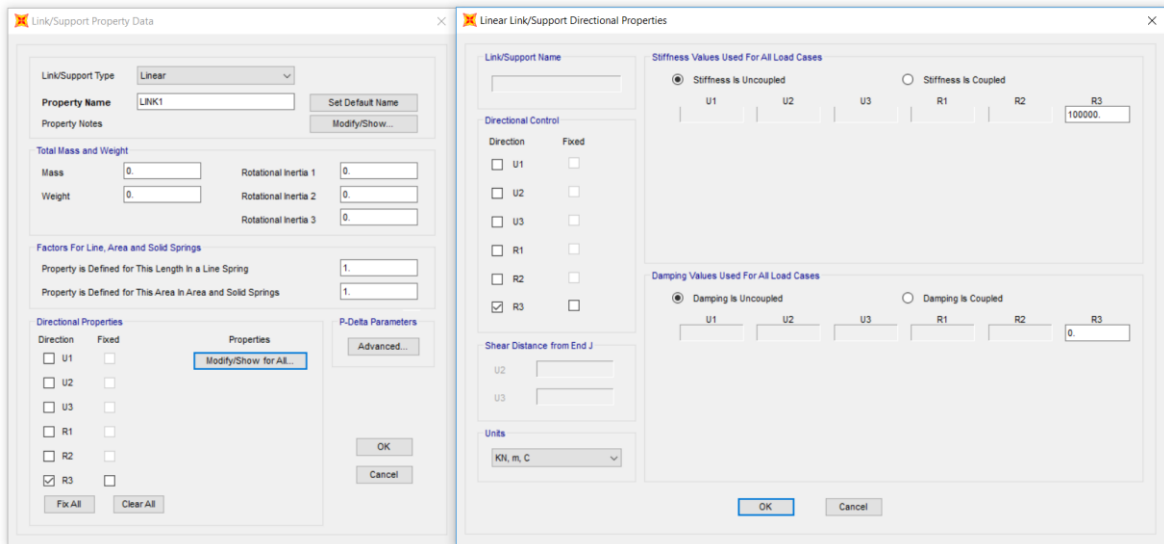 Link/Support Property Data
Link/Support Type Linear
Property Name LINK1 Set Default Name
Property Notes Modify/Show...
Total Mass and Weight
Mass 0. Rotational Inertia 1 0.
Weight 0. Rotational Inertia 2 0.
Rotational Inertia 3 0.
Factors For Line, Area and Solid Springs
Property is Defined for This Length In a Line Spring 1.
Property is Defined for This Area In Area and Solid Springs 1.
Directional Properties
Direction Fixed Properties
U1 Modify/Show for All...
U2
U3
R1
R2
R3
Fix All Clear All
P-Delta Parameters
Advanced...
OK
Cancel
Linear Link/Support Directional Properties
Link/Support Name
Directional Control
Direction Fixed
U1
U2
U3
R1
R2
R3
Shear Distance from End J
U2
U3
Units
KN, m, C
Stiffness Values Used For All Load Cases
Stiffness Is Uncoupled Stiffness Is Coupled
U1 U2 U3 R1 R2 R3
100000.
Damping Values Used For All Load Cases
Damping Is Uncoupled Damping Is Coupled
U1 U2 U3 R1 R2 R3
0.
OK Cancel